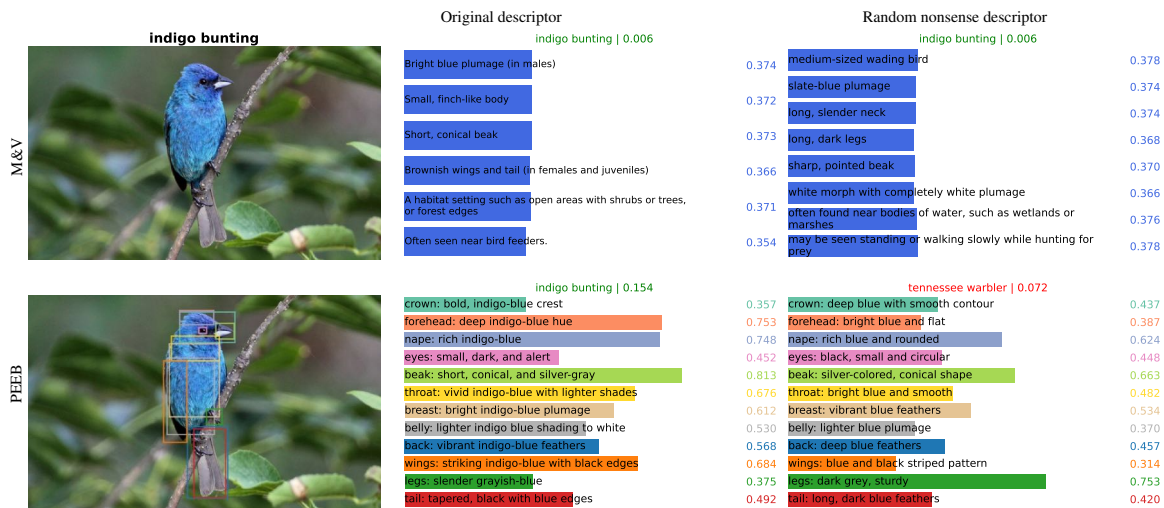 Original descriptor
Random nonsense descriptor
M&V
indigo bunting
indigo bunting | 0.006
Bright blue plumage (in males)
0.374
Small, finch-like body
0.372
Short, conical beak
0.373
Brownish wings and tail (in females and juveniles)
0.366
A habitat setting such as open areas with shrubs or trees,
or forest edges
0.371
Often seen near bird feeders.
0.354
indigo bunting | 0.006
medium-sized wading bird
0.378
slate-blue plumage
0.374
long, slender neck
0.374
long, dark legs
0.368
sharp, pointed beak
0.370
white morph with completely white plumage
0.366
often found near bodies of water, such as wetlands or
marshes
0.376
may be seen standing or walking slowly while hunting for
prey
0.378
PEEB
indigo bunting | 0.154
crown: bold, indigo-blue crest
0.357
forehead: deep indigo-blue hue
0.753
nape: rich indigo-blue
0.748
eyes: small, dark, and alert
0.452
beak: short, conical, and silver-gray
0.813
throat: vivid indigo-blue with lighter shades
0.676
breast: bright indigo-blue plumage
0.612
belly: lighter indigo blue shading to white
0.530
back: vibrant indigo-blue feathers
0.568
wings: striking indigo-blue with black edges
0.684
legs: slender grayish-blue
0.375
tail: tapered, black with blue edges
0.492
tennessee warbler | 0.072
crown: deep blue with smooth contour
0.437
forehead: bright blue and flat
0.387
nape: rich blue and rounded
0.624
eyes: black, small and circular
0.448
beak: silver-colored, conical shape
0.663
throat: bright blue and smooth
0.482
breast: vibrant blue feathers
0.534
belly: lighter blue plumage
0.370
back: deep blue feathers
0.457
wings: blue and black striped pattern
0.314
legs: dark grey, sturdy
0.753
tail: long, dark blue feathers
0.420